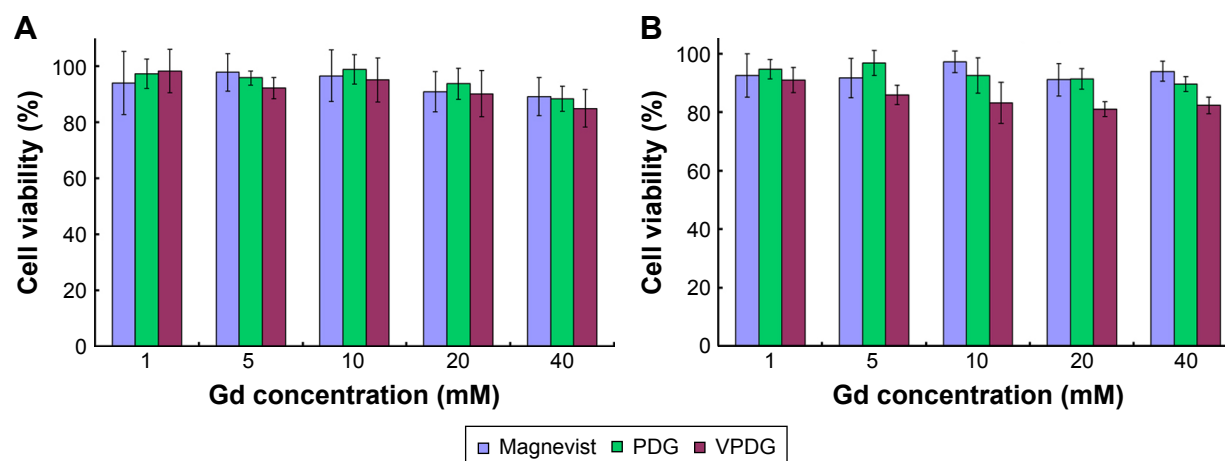 A
Cell viability (%)
100
80
60
40
20
0
1 5 10 20 40
Gd concentration (mM)
B
Cell viability (%)
100
80
60
40
20
0
1 5 10 20 40
Gd concentration (mM)
Magnevist PDG VPDG